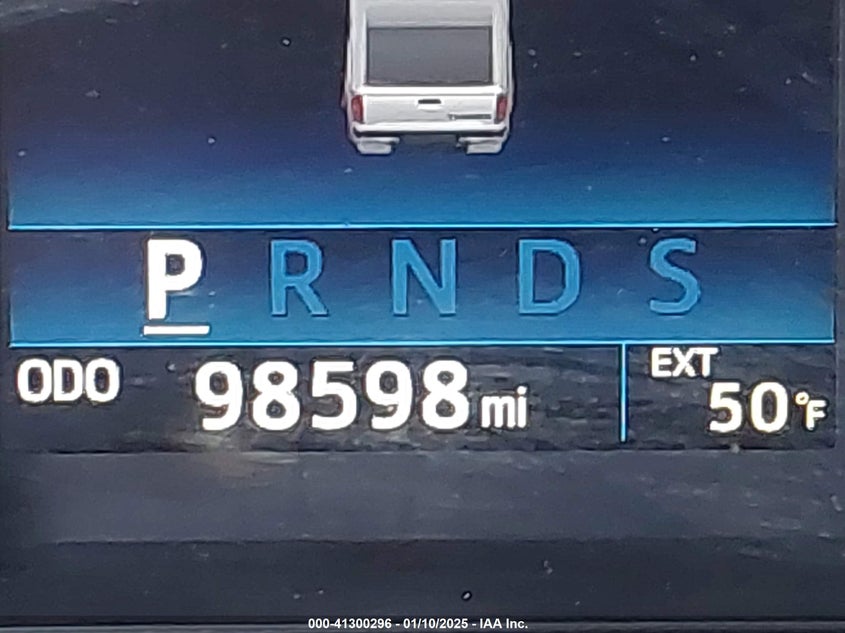 P R N D S
ODO 98598 mi EXT 50°F
000-41300296 - 01/10/2025 - IAA Inc.